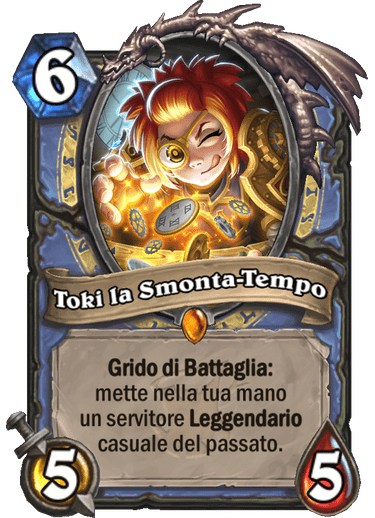 6
Toki la Smonta-Tempo
Grido di Battaglia:
mette nella tua mano
un servitore Leggendario
casuale del passato.
5
5